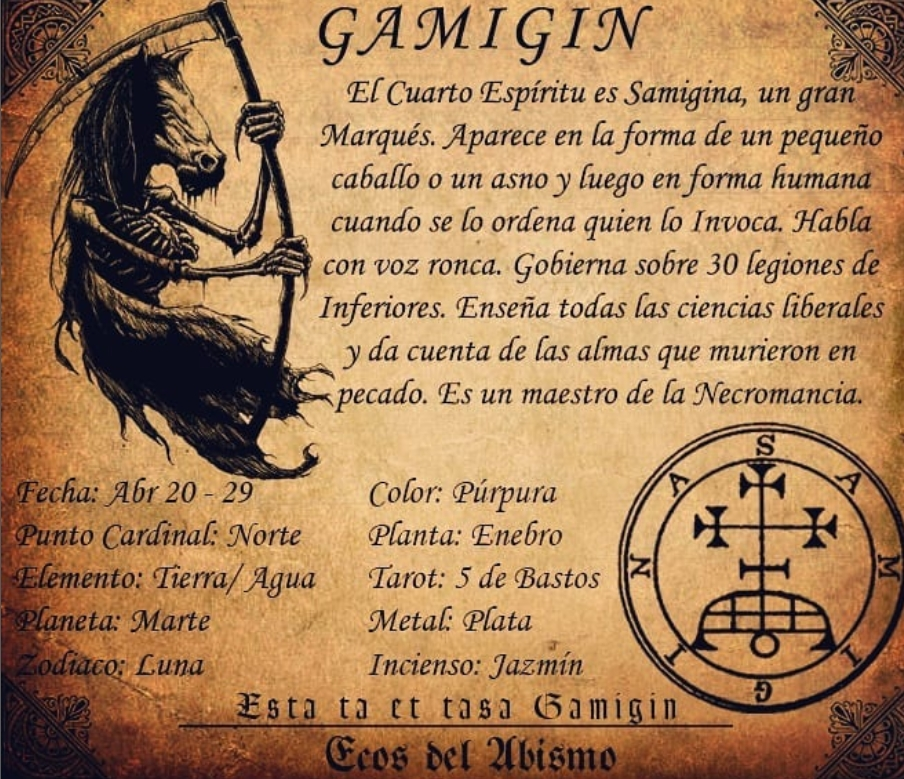 GAMIGIN
El Cuarto Espíritu es Samigina, un gran
Marqués. Aparece en la forma de un pequeño
caballo o un asno y luego en forma humana
cuando se lo ordena quien lo Invoca. Habla
con voz ronca. Gobierna sobre 30 legiones de
Inferiores. Enseña todas las ciencias liberales
y da cuenta de las almas que murieron en
pecado. Es un maestro de la Necromancia.
Fecha: Abr 20 - 29
Punto Cardinal: Norte
Elemento: Tierra/ Agua
Planeta: Marte
Zodiaco: Luna
Color: Púrpura
Planta: Enebro
Tarot: 5 de Bastos
Metal: Plata
Incienso: Jazmín
SAMIGINA
Esta ta et tasa Gamigin
Ecos del Abismo